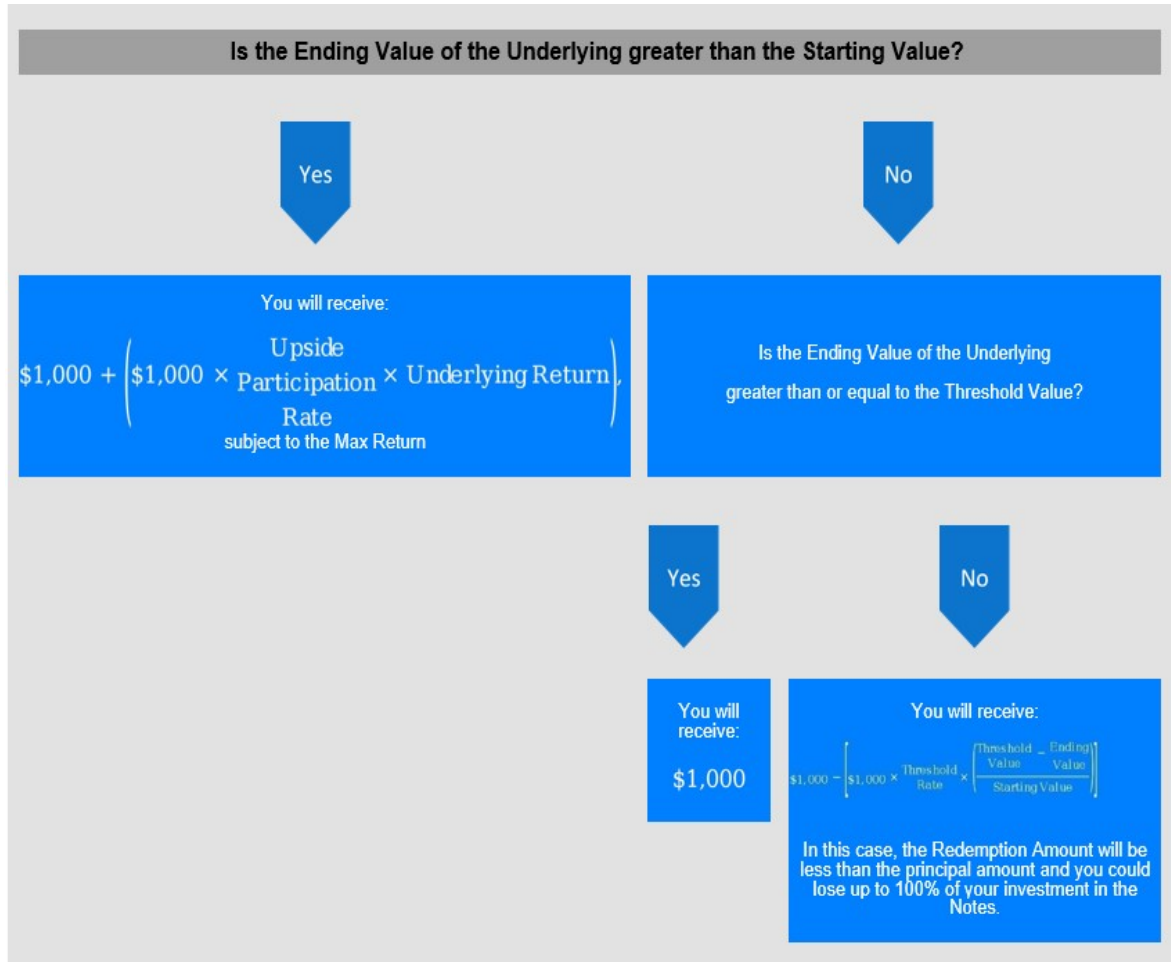 Is the Ending Value of the Underlying greater than the Starting Value?
Yes
No
You will receive:
$1,000 + ($1,000 × Upside Participation Rate × Underlying Return),
subject to the Max Return
Is the Ending Value of the Underlying
greater than or equal to the Threshold Value?
Yes
No
You will
receive:
$1,000
You will receive:
$1,000 − [$1,000 × Threshold Rate × (Threshold Value − Ending Value / Starting Value)]
In this case, the Redemption Amount will be
less than the principal amount and you could
lose up to 100% of your investment in the
Notes.